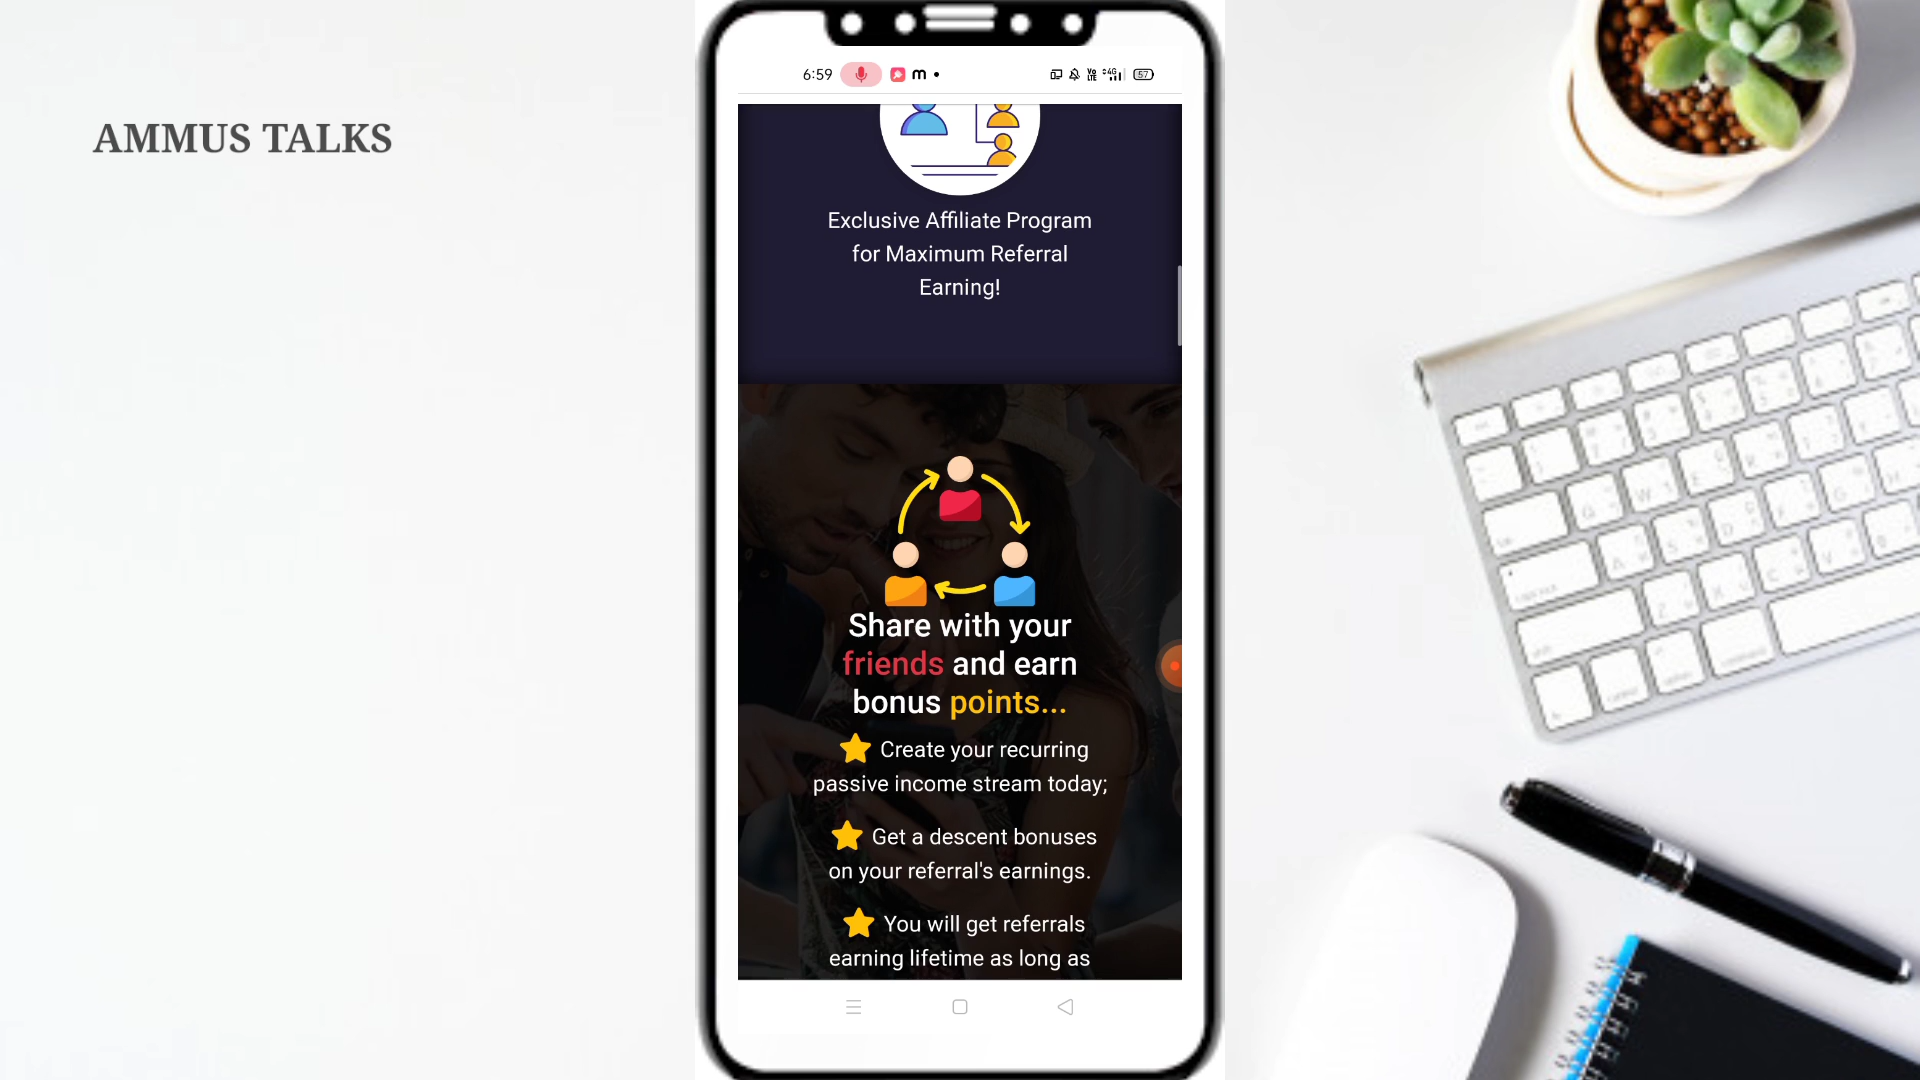 AMMUS TALKS
6:59
m
57
Exclusive Affiliate Program
for Maximum Referral
Earning!
Share with your
friends and earn
bonus points...
Create your recurring
passive income stream today;
Get a descent bonuses
on your referral's earnings.
You will get referrals
earning lifetime as long as